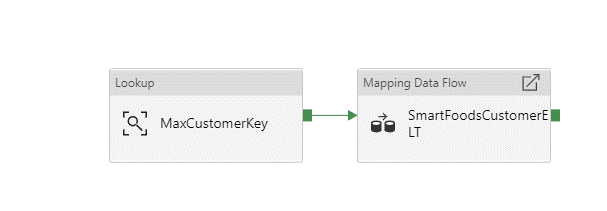 Lookup
MaxCustomerKey
Mapping Data Flow
SmartFoodsCustomerE
LT